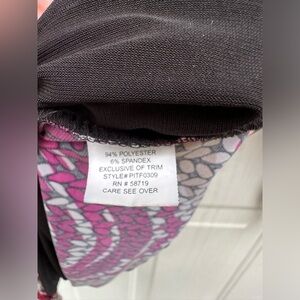 94% POLYESTER
6% SPANDEX
EXCLUSIVE OF TRIM
STYLE# PITF0309
RN # 58719
CARE SEE OVER